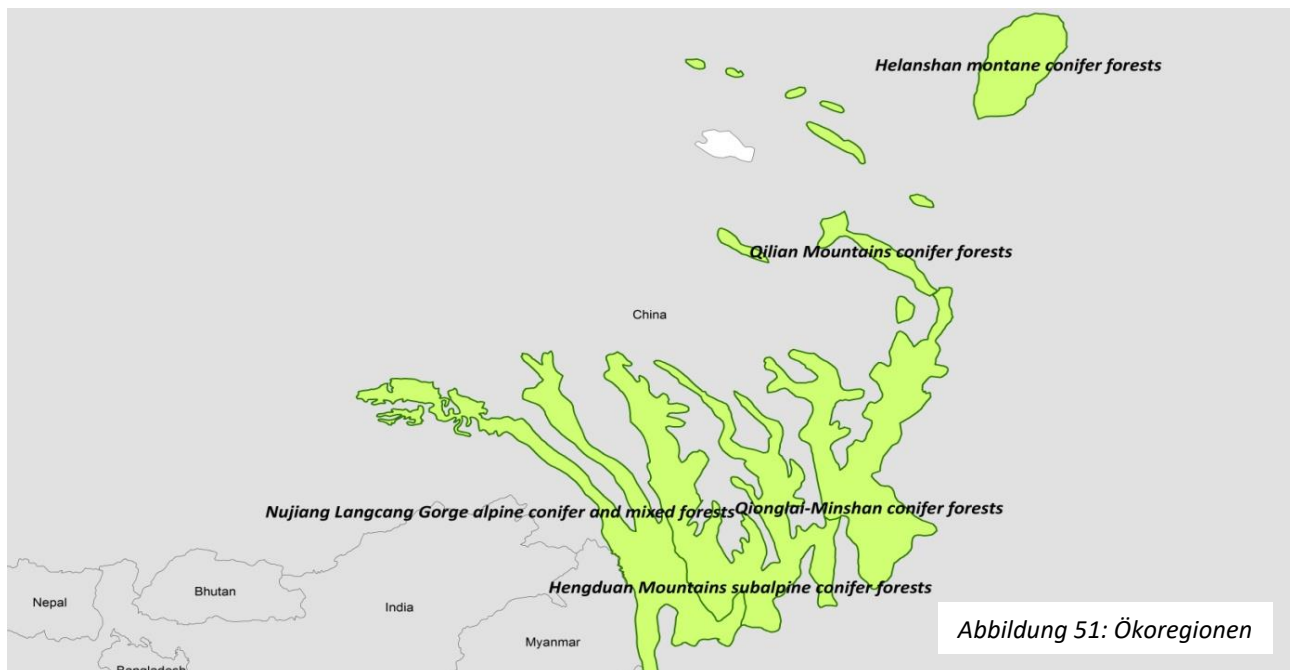 Helanshan montane conifer forests
Qilian Mountains conifer forests
China
Nujiang Langcang Gorge alpine conifer and mixed forests
Qionglai-Minshan conifer forests
Hengduan Mountains subalpine conifer forests
Nepal
Bhutan
India
Myanmar
Bangladesh
Abbildung 51: Ökoregionen